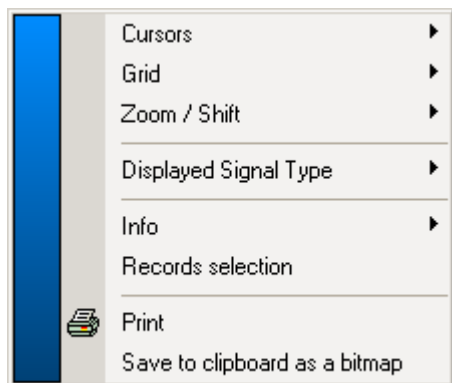 Cursors
Grid
Zoom / Shift
Displayed Signal Type
Info
Records selection
Print
Save to clipboard as a bitmap